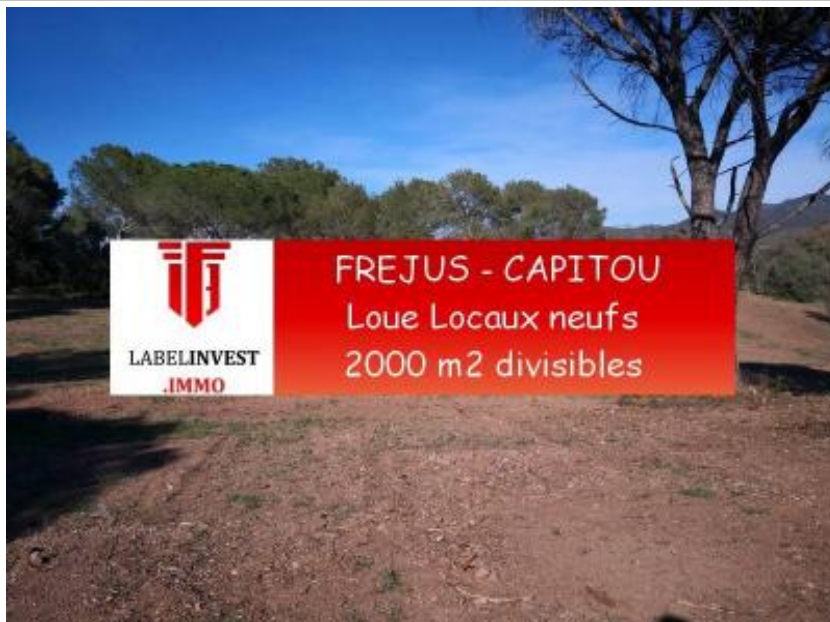 LABELINVEST
.IMMO
FREJUS - CAPITOU
Loue Locaux neufs
2000 m2 divisibles